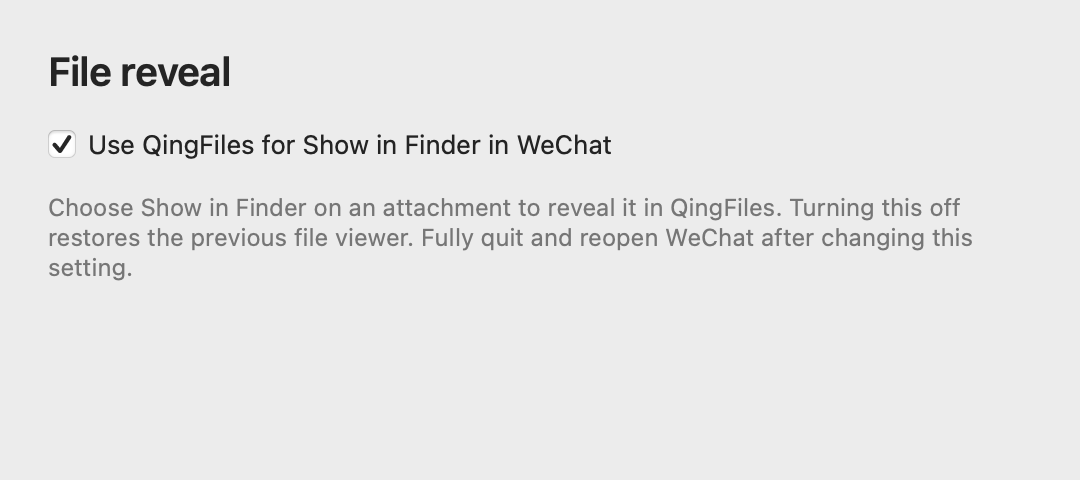 File reveal
Use QingFiles for Show in Finder in WeChat
Choose Show in Finder on an attachment to reveal it in QingFiles. Turning this off
restores the previous file viewer. Fully quit and reopen WeChat after changing this
setting.